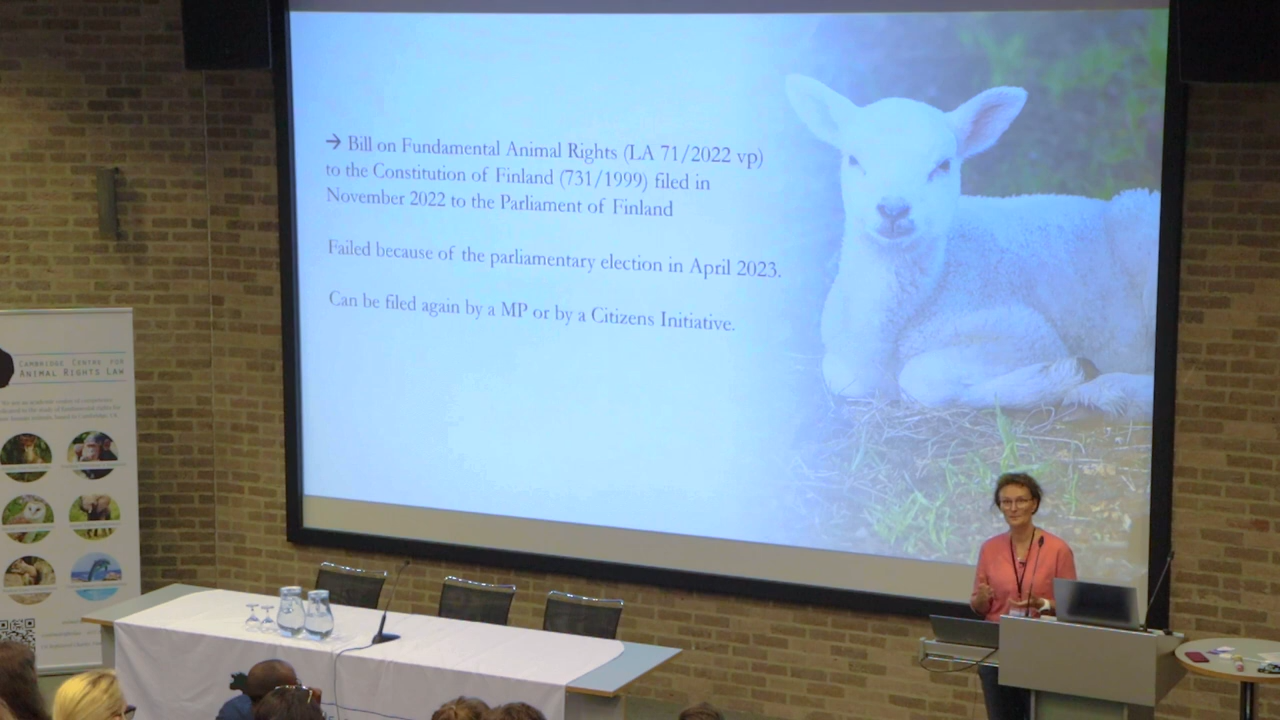 → Bill on Fundamental Animal Rights (LA 71/2022 vp)
to the Constitution of Finland (731/1999) filed in
November 2022 to the Parliament of Finland
Failed because of the parliamentary election in April 2023.
Can be filed again by a MP or by a Citizens Initiative.
CAMBRIDGE CENTRE FOR
ANIMAL RIGHTS LAW